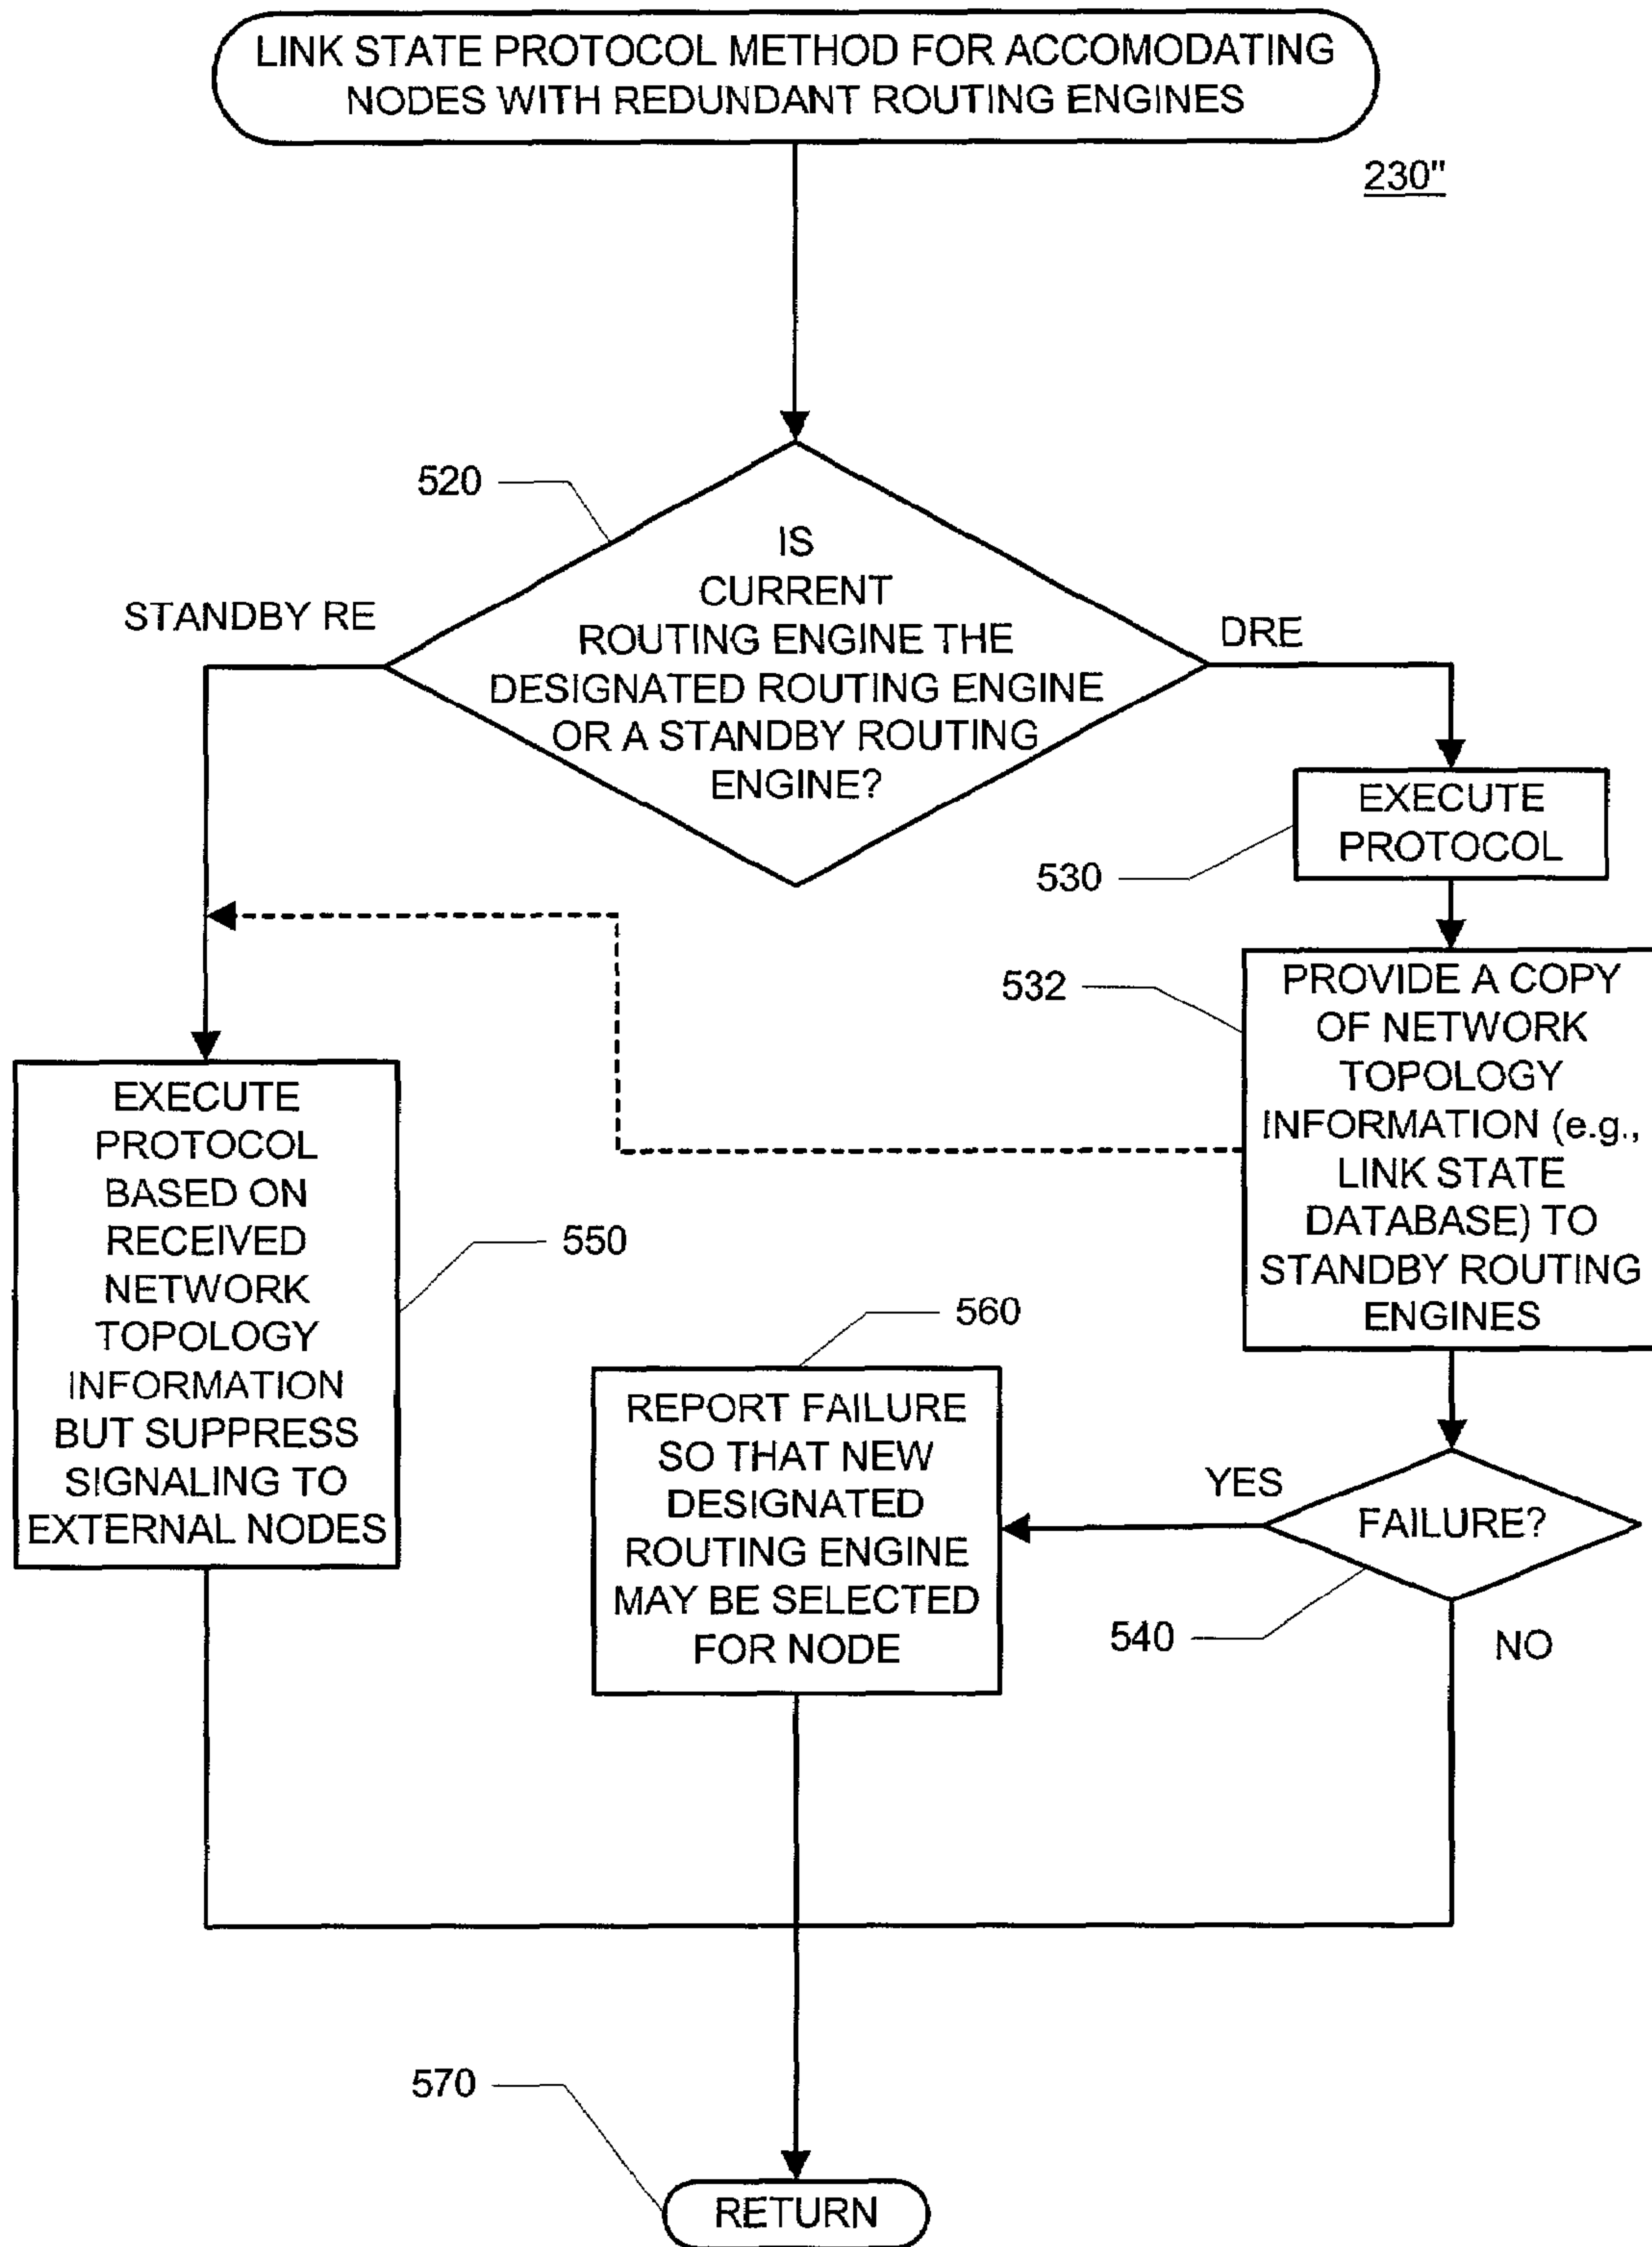 LINK STATE PROTOCOL METHOD FOR ACCOMODATING
NODES WITH REDUNDANT ROUTING ENGINES
230"
520
IS
CURRENT
ROUTING ENGINE THE
DESIGNATED ROUTING ENGINE
OR A STANDBY ROUTING
ENGINE?
STANDBY RE
DRE
EXECUTE
PROTOCOL
530
532
PROVIDE A COPY
OF NETWORK
TOPOLOGY
INFORMATION (e.g.,
LINK STATE
DATABASE) TO
STANDBY ROUTING
ENGINES
EXECUTE
PROTOCOL
BASED ON
RECEIVED
NETWORK
TOPOLOGY
INFORMATION
BUT SUPPRESS
SIGNALING TO
EXTERNAL NODES
550
560
REPORT FAILURE
SO THAT NEW
DESIGNATED
ROUTING ENGINE
MAY BE SELECTED
FOR NODE
YES
FAILURE?
540
NO
570
RETURN